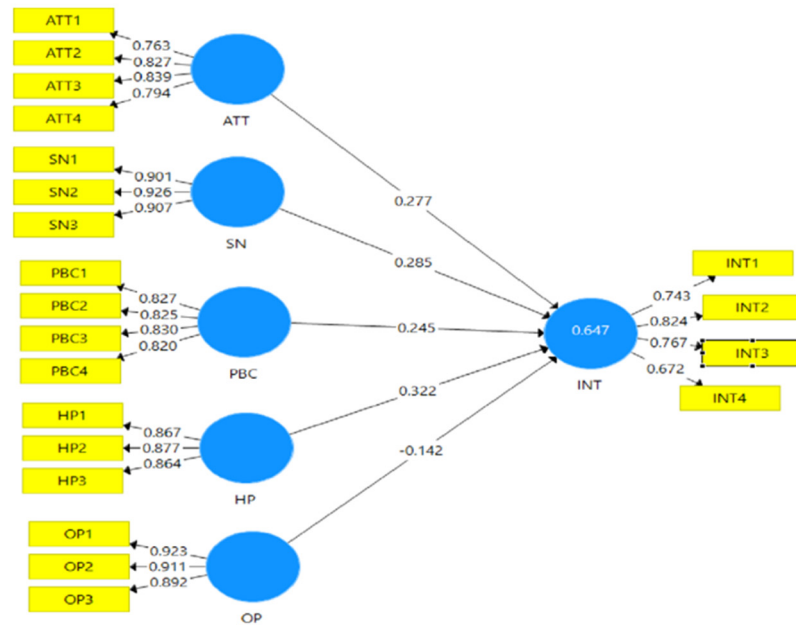 ATT1
ATT2
ATT3
ATT4
0.763
0.827
0.839
0.794
ATT
0.277
SN1
SN2
SN3
0.901
0.926
0.907
SN
0.285
PBC1
PBC2
PBC3
PBC4
0.827
0.825
0.830
0.820
PBC
0.245
HP1
HP2
HP3
0.867
0.877
0.864
HP
0.322
OP1
OP2
OP3
0.923
0.911
0.892
OP
-0.142
0.647
INT
0.743
0.824
0.767
0.672
INT1
INT2
INT3
INT4